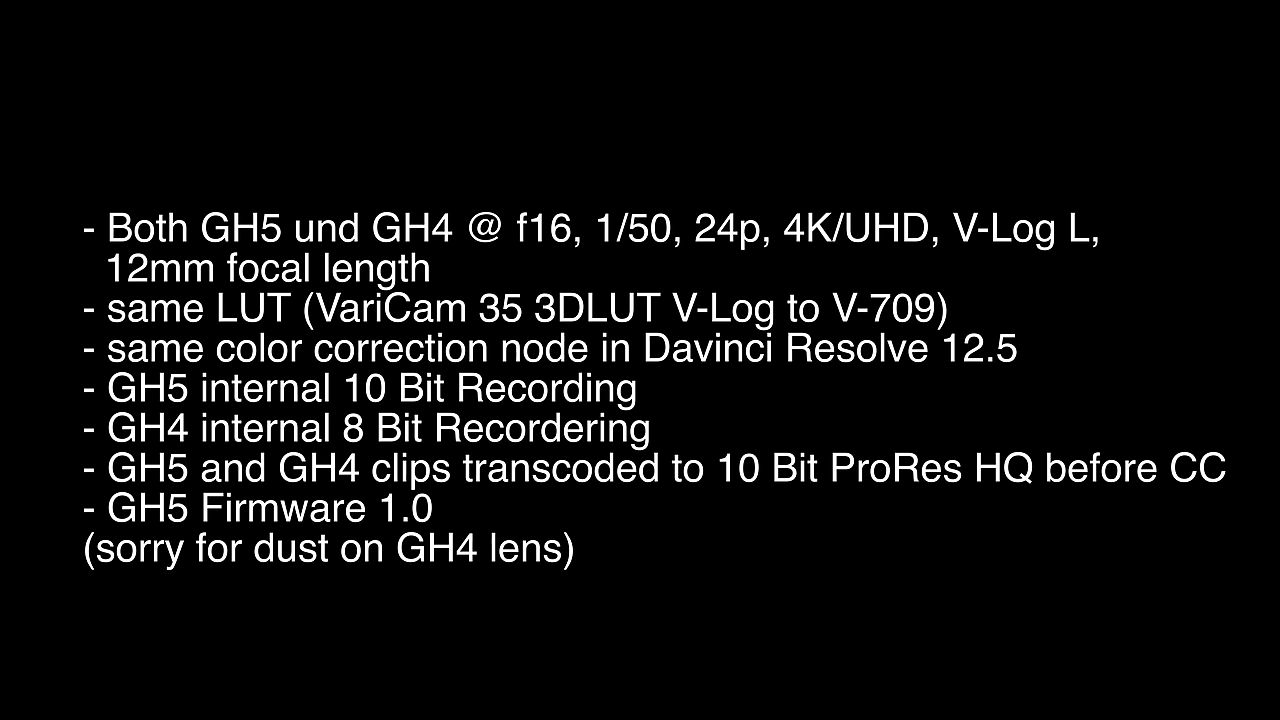 - Both GH5 und GH4 @ f16, 1/50, 24p, 4K/UHD, V-Log L,
12mm focal length
- same LUT (VariCam 35 3DLUT V-Log to V-709)
- same color correction node in Davinci Resolve 12.5
- GH5 internal 10 Bit Recording
- GH4 internal 8 Bit Recordering
- GH5 and GH4 clips transcoded to 10 Bit ProRes HQ before CC
- GH5 Firmware 1.0
(sorry for dust on GH4 lens)